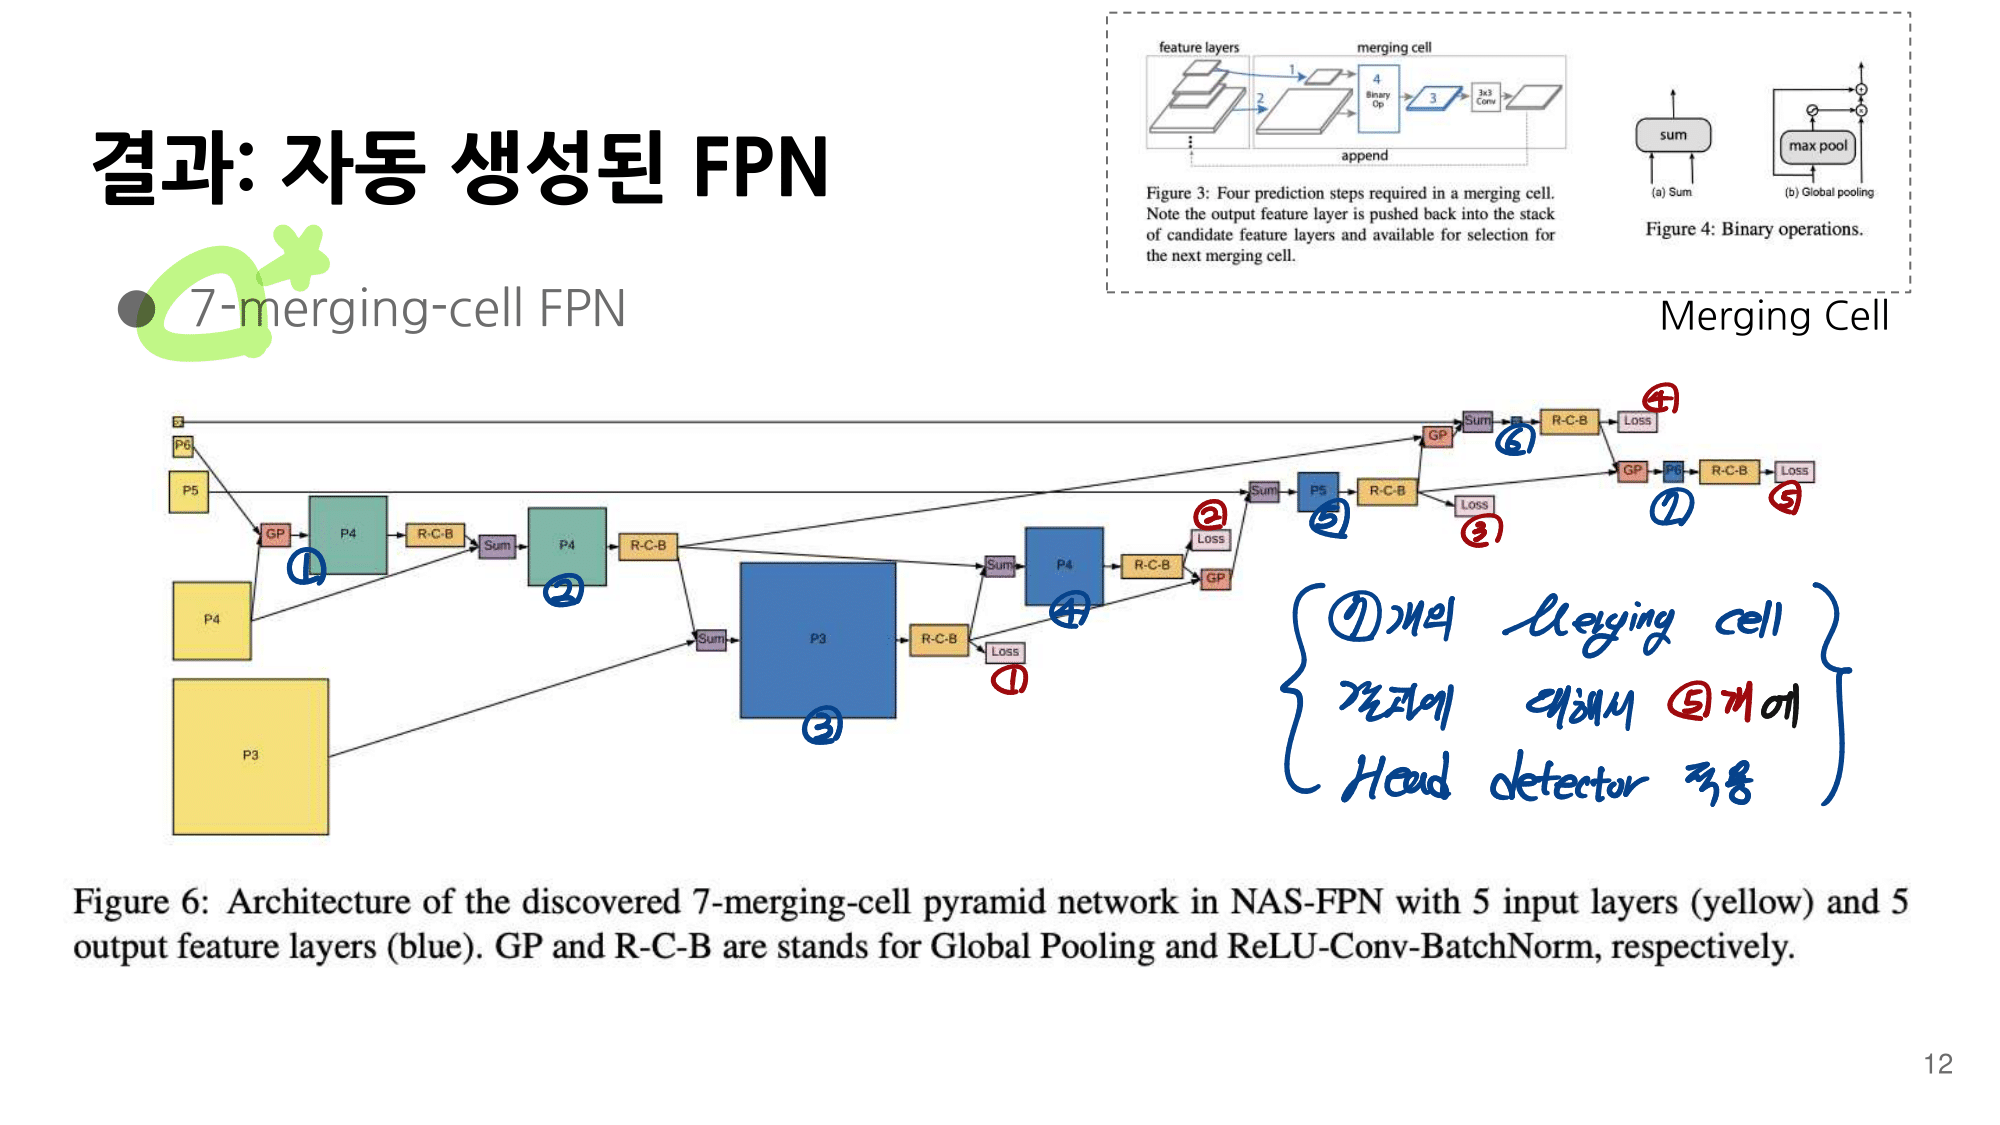 결과: 자동 생성된 FPN
● 7-merging-cell FPN
feature layers
merging cell
1
2
4
Binary
Op
3
3x3
Conv
append
Figure 3: Four prediction steps required in a merging cell.
Note the output feature layer is pushed back into the stack
of candidate feature layers and available for selection for
the next merging cell.
sum
(a) Sum
max pool
(b) Global pooling
Figure 4: Binary operations.
Merging Cell
④
Sum
R-C-B
Loss
⑥
P6
GP
P5
Sum
P5
R-C-B
GP
P6
R-C-B
Loss
②
⑤
Loss
③
⑦
⑤
GP
P4
R-C-B
Sum
P4
R-C-B
Loss
①
②
Sum
P4
R-C-B
GP
④
P4
Sum
P3
R-C-B
Loss
①
③
P3
⑦개의 Merging cell
결과에 대해서 ⑤개에
Head detector 적용
Figure 6: Architecture of the discovered 7-merging-cell pyramid network in NAS-FPN with 5 input layers (yellow) and 5
output feature layers (blue). GP and R-C-B are stands for Global Pooling and ReLU-Conv-BatchNorm, respectively.
12